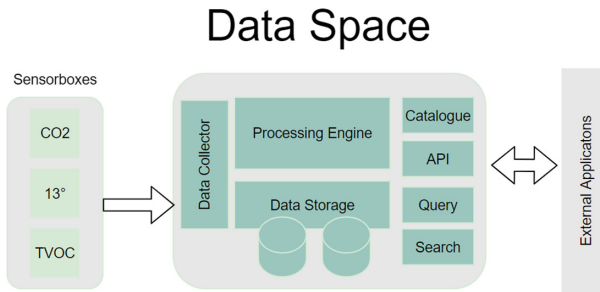 Data Space
Sensorboxes
CO2
13°
TVOC
Data Collector
Processing Engine
Data Storage
Catalogue
API
Query
Search
External Applicatons